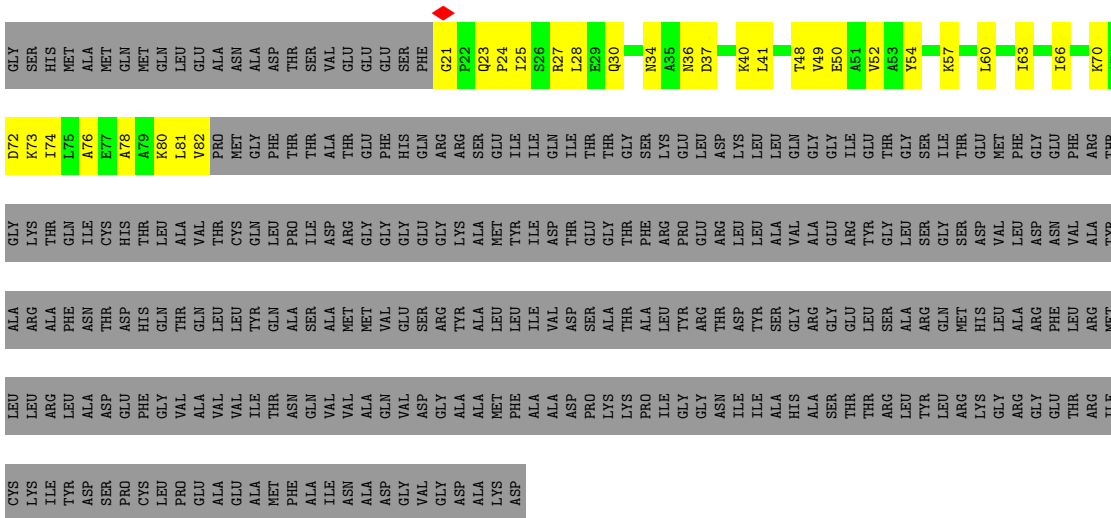 GLY SER HIS MET ALA MET GLN MET GLN LEU GLU ALA ASN ALA ASP THR SER VAL GLU GLU GLU SER PHE G21 P22 Q23 P24 I25 S26 R27 L28 E29 Q30 N34 A35 N36 D37 K40 L41 T48 V49 E50 A51 V52 A53 Y54 K57 L60 I63 I66 K70
D72 K73 I74 L75 A76 E77 A78 A79 K80 L81 V82 PRO MET GLY PHE THR THR ALA THR GLU PHE HIS GLN ARG ARG SER GLU ILE ILE GLN ILE THR THR GLY SER LYS GLU LEU ASP LYS LEU LEU GLN GLY GLY ILE GLU THR GLY SER ILE THR GLU MET PHE GLY GLU PHE ARG THR
GLY LYS THR GLN ILE CYS HIS THR LEU ALA VAL THR CYS GLN LEU PRO ILE ASP ARG GLY GLY GLY GLU GLY LYS ALA MET TYR ILE ASP THR GLU GLY THR PHE ARG PRO GLU ARG LEU LEU ALA VAL ALA GLU ARG TYR GLY LEU SER GLY SER ASP VAL LEU ASP ASN VAL ALA TYR
ALA ARG ALA PHE ASN THR ASP HIS GLN THR GLN LEU LEU TYR GLN ALA SER ALA MET MET VAL GLU SER ARG TYR ALA LEU LEU ILE VAL ASP SER ALA THR ALA LEU TYR ARG THR ASP TYR SER GLY ARG GLY GLU LEU SER ALA ARG GLN MET HIS LEU ALA ARG PHE LEU ARG MET
LEU LEU ARG LEU ALA ASP GLU PHE GLY VAL ALA VAL VAL ILE THR ASN GLN VAL VAL ALA GLN VAL ASP GLY ALA ALA MET PHE ALA ALA ASP PRO LYS LYS PRO ILE GLY GLY ASN ILE ILE ALA HIS ALA SER THR THR ARG LEU TYR LEU ARG LYS GLY ARG GLY GLU THR ARG ILE
CYS LYS ILE TYR ASP SER PRO CYS LEU PRO GLU ALA GLU ALA MET PHE ALA ILE ASN ALA ASP GLY VAL GLY ASP ALA LYS ASP